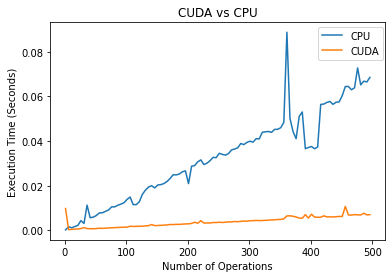 CUDA vs CPU
CPU
CUDA
Execution Time (Seconds)
0.08
0.06
0.04
0.02
0.00
0
100
200
300
400
500
Number of Operations